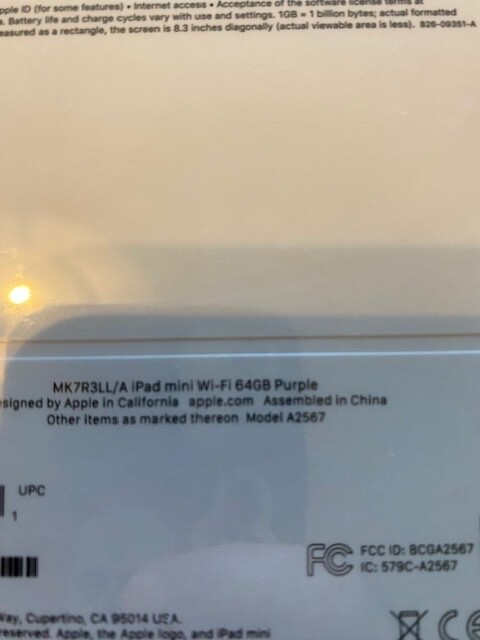 pple ID (for some features) • Internet access • Acceptance of the software license terms at
. Battery life and charge cycles vary with use and settings. 1GB = 1 billion bytes; actual formatted
easured as a rectangle, the screen is 8.3 inches diagonally (actual viewable area is less). 826-09351-A
MK7R3LL/A iPad mini Wi-Fi 64GB Purple
signed by Apple in California apple.com Assembled in China
Other items as marked thereon Model A2567
UPC
1
FC FCC ID: BCGA2567
IC: 579C-A2567
Way, Cupertino, CA 95014 U.S.A.
reserved. Apple, the Apple logo, and iPad mini
CE